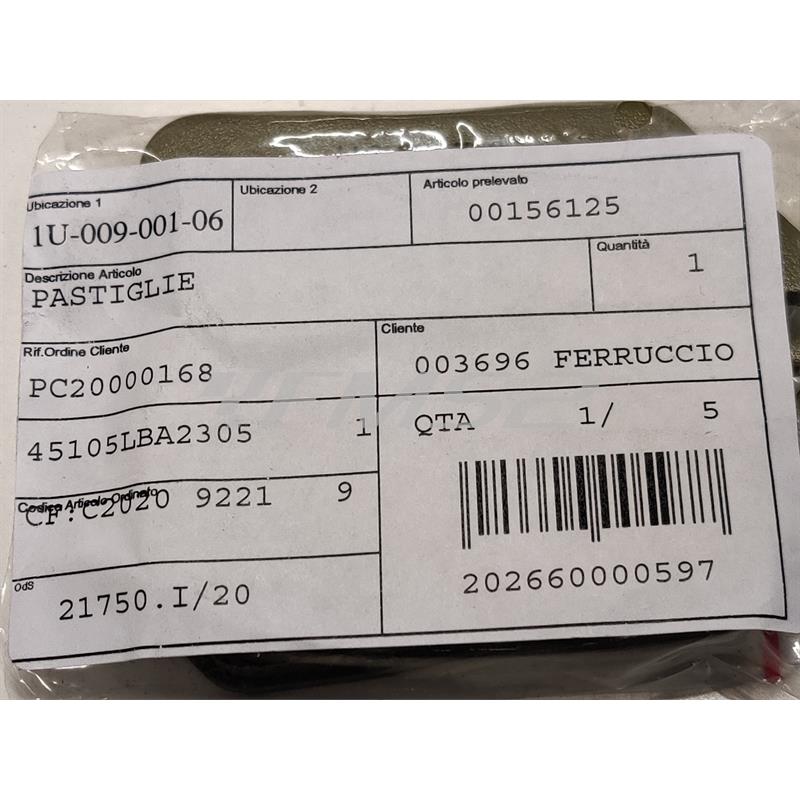 Ubicazione 1
1U-009-001-06
Ubicazione 2
Articolo prelevato
00156125
Descrizione Articolo
PASTIGLIE
Quantità
1
Rif.Ordine Cliente
PC20000168
Cliente
003696 FERRUCCIO
45105LBA2305 1
QTA 1/ 5
Codice Articolo Ordinato
CF:C2020 9221 9
202660000597
OdS
21750.I/20